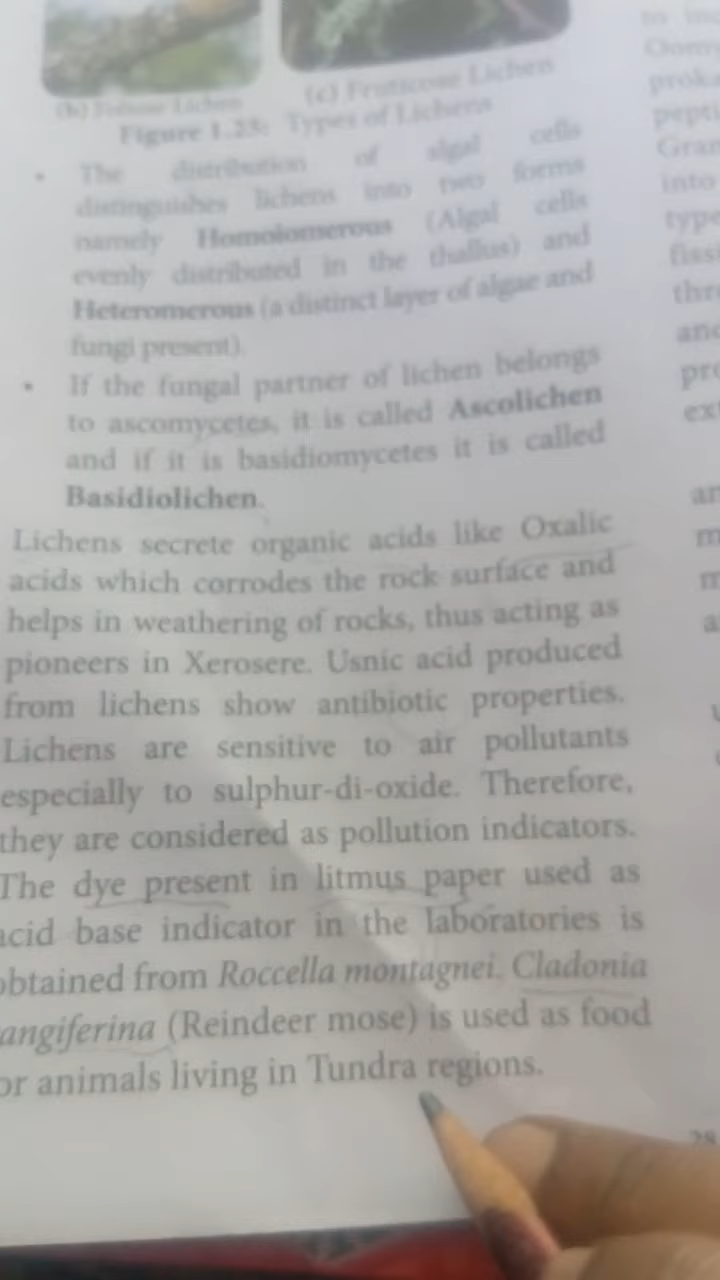 (b) Foliose Lichen
(c) Fruticose Lichen
Figure 1.25: Types of Lichens
• The distribution of algal cells
distinguishes lichens into two forms
namely Homoiomerous (Algal cells
evenly distributed in the thallus) and
Heteromerous (a distinct layer of algae and
fungi present).
• If the fungal partner of lichen belongs
to ascomycetes, it is called Ascolichen
and if it is basidiomycetes it is called
Basidiolichen.
Lichens secrete organic acids like Oxalic
acids which corrodes the rock surface and
helps in weathering of rocks, thus acting as
pioneers in Xerosere. Usnic acid produced
from lichens show antibiotic properties.
Lichens are sensitive to air pollutants
especially to sulphur-di-oxide. Therefore,
they are considered as pollution indicators.
The dye present in litmus paper used as
acid base indicator in the laboratories is
obtained from Roccella montagnei. Cladonia
angiferina (Reindeer mose) is used as food
or animals living in Tundra regions.
28